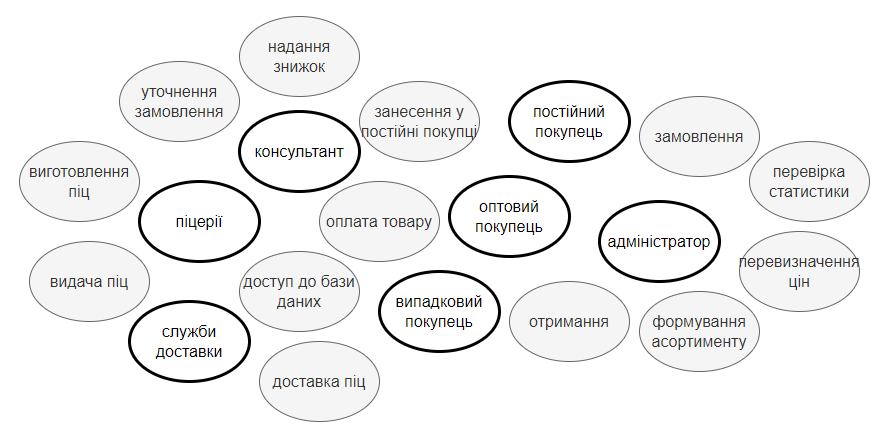 надання
знижок
уточнення
замовлення
занесення у
постійні покупці
постійний
покупець
замовлення
консультант
виготовлення
піц
перевірка
статистики
піцерії
оплата товару
оптовий
покупець
адміністратор
видача піц
доступ до бази
даних
перевизначення
цін
випадковий
покупець
отримання
формування
асортименту
служби
доставки
доставка піц